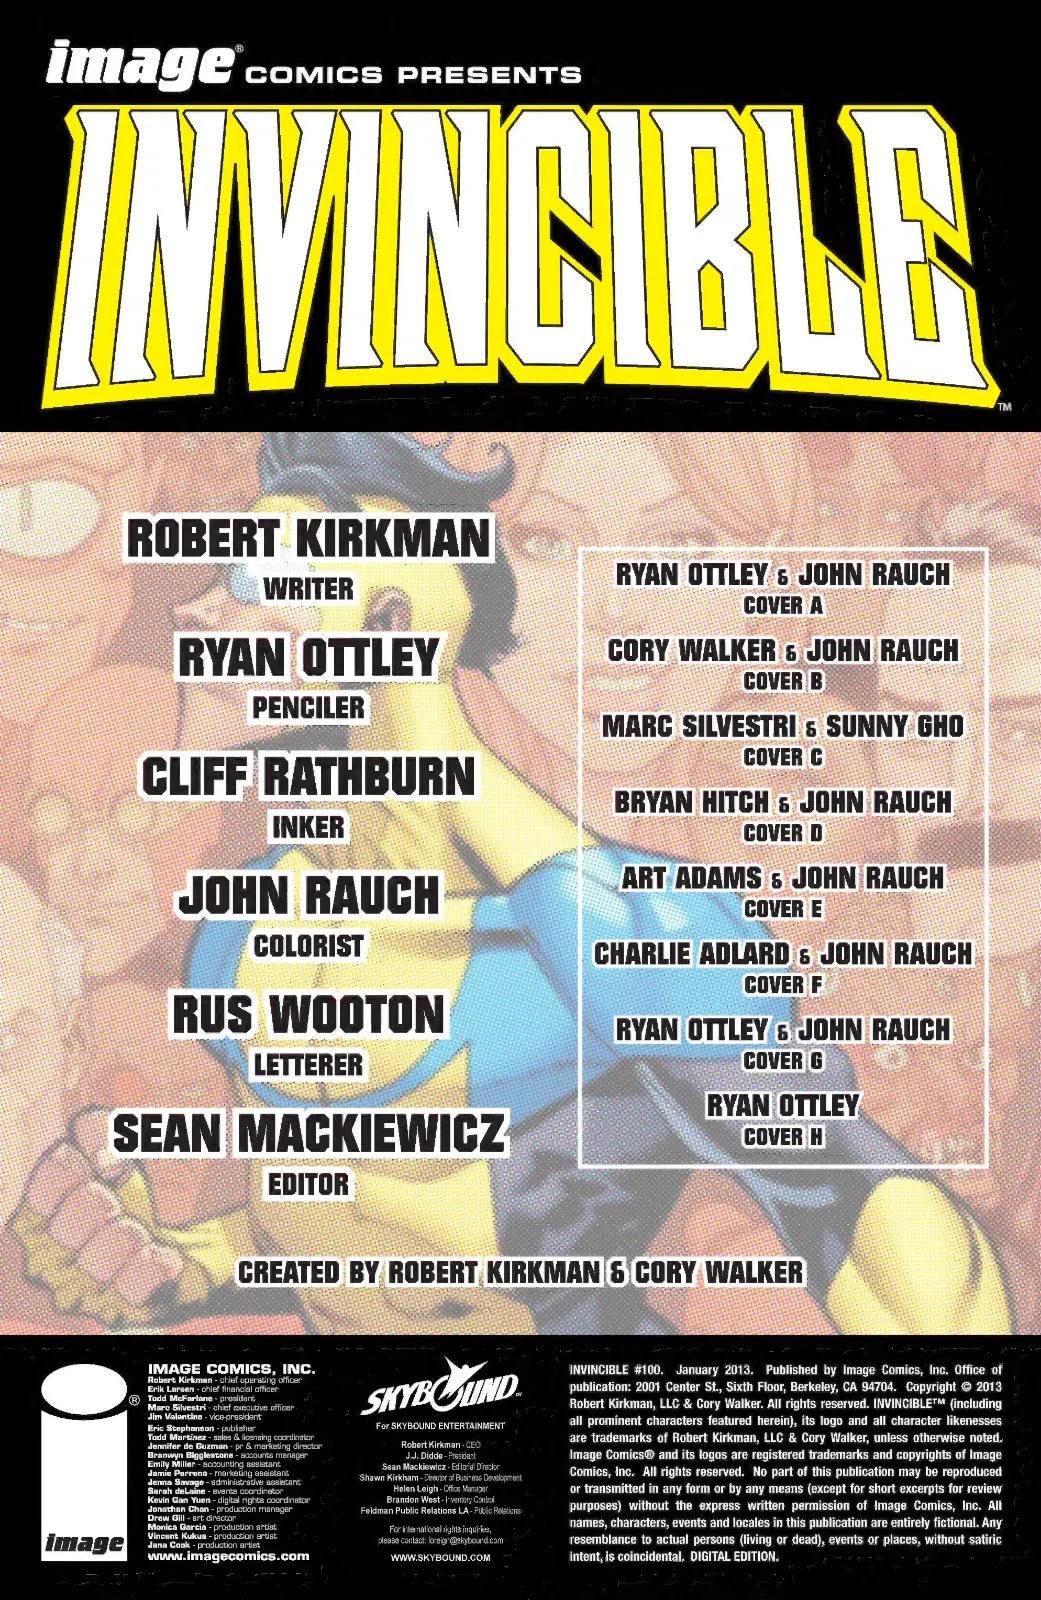 image® COMICS PRESENTS
INVINCIBLE™
ROBERT KIRKMAN
WRITER
RYAN OTTLEY
PENCILER
CLIFF RATHBURN
INKER
JOHN RAUCH
COLORIST
RUS WOOTON
LETTERER
SEAN MACKIEWICZ
EDITOR
RYAN OTTLEY & JOHN RAUCH
COVER A
CORY WALKER & JOHN RAUCH
COVER B
MARC SILVESTRI & SUNNY GHO
COVER C
BRYAN HITCH & JOHN RAUCH
COVER D
ART ADAMS & JOHN RAUCH
COVER E
CHARLIE ADLARD & JOHN RAUCH
COVER F
RYAN OTTLEY & JOHN RAUCH
COVER G
RYAN OTTLEY
COVER H
CREATED BY ROBERT KIRKMAN & CORY WALKER
®
image
IMAGE COMICS, INC.
Robert Kirkman - chief operating officer
Erik Larsen - chief financial officer
Todd McFarlane - president
Marc Silvestri - chief executive officer
Jim Valentino - vice-president
Eric Stephenson - publisher
Todd Martinez - sales & licensing coordinator
Jennifer de Guzman - pr & marketing director
Branwyn Bigglestone - accounts manager
Emily Miller - accounting assistant
Jamie Parreno - marketing assistant
Jenna Savage - administrative assistant
Sarah deLaine - events coordinator
Kevin Gan Yuen - digital rights coordinator
Jonathan Chan - production manager
Drew Gill - art director
Monica Garcia - production artist
Vincent Kukua - production artist
Jana Cook - production artist
www.imagecomics.com
SKYBOUND™
For SKYBOUND ENTERTAINMENT
Robert Kirkman - CEO
J.J. Didde - President
Sean Mackiewicz - Editorial Director
Shawn Kirkham - Director of Business Development
Helen Leigh - Office Manager
Brandon West - Inventory Control
Feldman Public Relations LA - Public Relations
For international rights inquiries,
please contact: foreign@skybound.com
WWW.SKYBOUND.COM
INVINCIBLE #100. January 2013. Published by Image Comics, Inc. Office of
publication: 2001 Center St., Sixth Floor, Berkeley, CA 94704. Copyright © 2013
Robert Kirkman, LLC & Cory Walker. All rights reserved. INVINCIBLE™ (including
all prominent characters featured herein), its logo and all character likenesses
are trademarks of Robert Kirkman, LLC & Cory Walker, unless otherwise noted.
Image Comics® and its logos are registered trademarks and copyrights of Image
Comics, Inc. All rights reserved. No part of this publication may be reproduced
or transmitted in any form or by any means (except for short excerpts for review
purposes) without the express written permission of Image Comics, Inc. All
names, characters, events and locales in this publication are entirely fictional. Any
resemblance to actual persons (living or dead), events or places, without satiric
intent, is coincidental. DIGITAL EDITION.